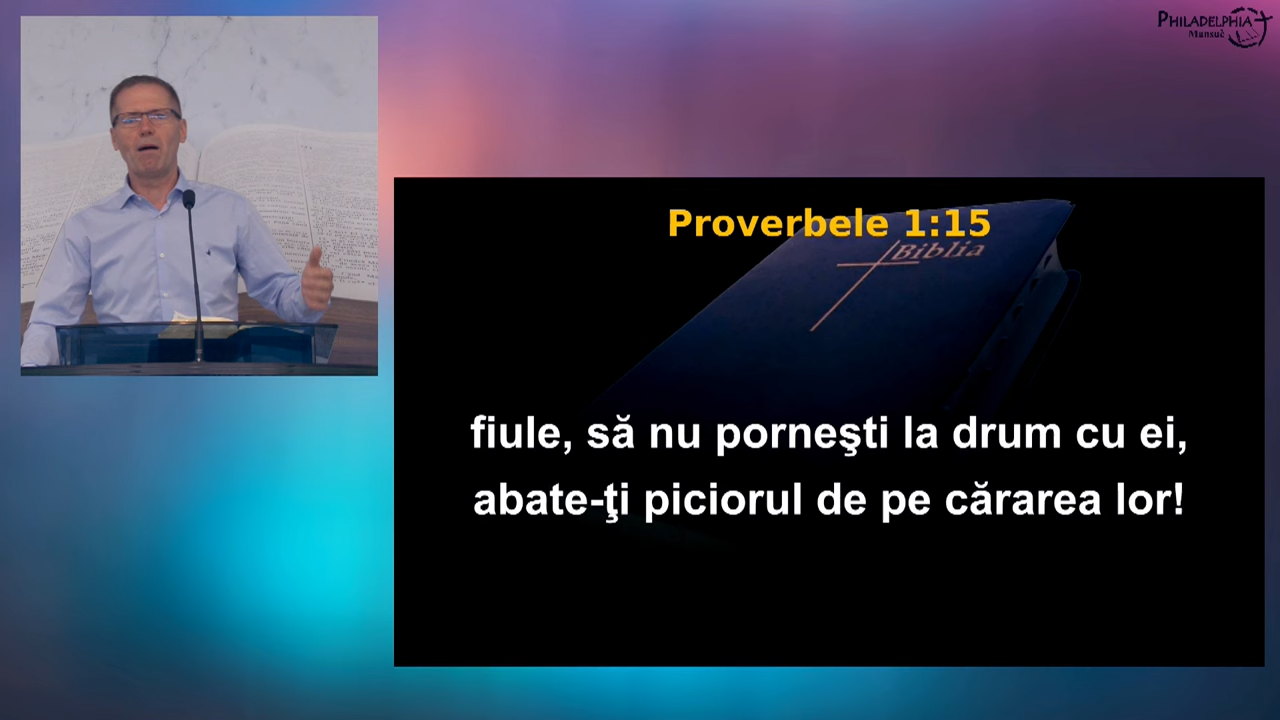 PHILADELPHIA
Mansuè
Proverbele 1:15
Biblia
fiule, să nu porneşti la drum cu ei,
abate-ţi piciorul de pe cărarea lor!